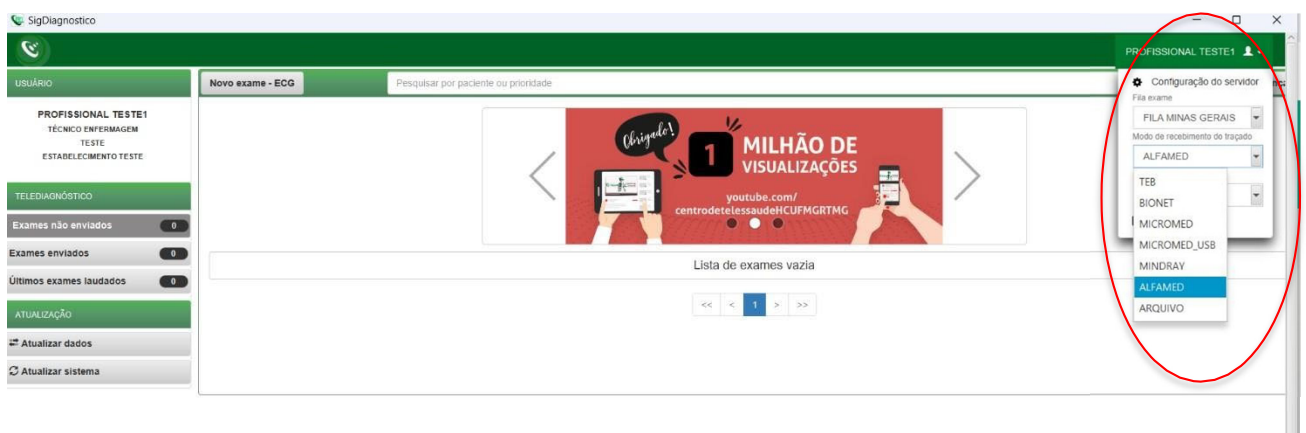 SigDiagnostico
PROFISSIONAL TESTE1
USUÁRIO
PROFISSIONAL TESTE1
TÉCNICO ENFERMAGEM
TESTE
ESTABELECIMENTO TESTE
TELEDIAGNÓSTICO
Exames não enviados 0
Exames enviados 0
Últimos exames laudados 0
ATUALIZAÇÃO
Atualizar dados
Atualizar sistema
Novo exame - ECG
Pesquisar por paciente ou prioridade
Obrigado!
1
MILHÃO DE
VISUALIZAÇÕES
youtube.com/
centrodetelessaudeHCUFMGRTMG
Lista de exames vazia
<< < 1 > >>
Configuração do servidor
Fila exame
FILA MINAS GERAIS
Modo de recebimento do traçado
ALFAMED
TEB
BIONET
MICROMED
MICROMED_USB
MINDRAY
ALFAMED
ARQUIVO